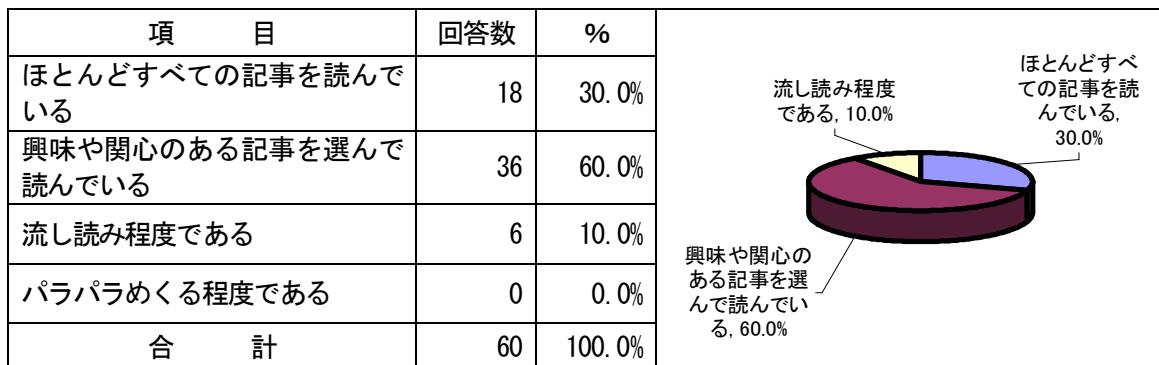 項　　目 回答数 %
ほとんどすべての記事を読んで
いる
18 30.0%
興味や関心のある記事を選んで
読んでいる
36 60.0%
流し読み程度である 6 10.0%
パラパラめくる程度である 0 0.0%
合　　計 60 100.0%
流し読み程度
である, 10.0%
ほとんどすべ
ての記事を読
んでいる,
30.0%
興味や関心の
ある記事を選
んで読んでい
る, 60.0%